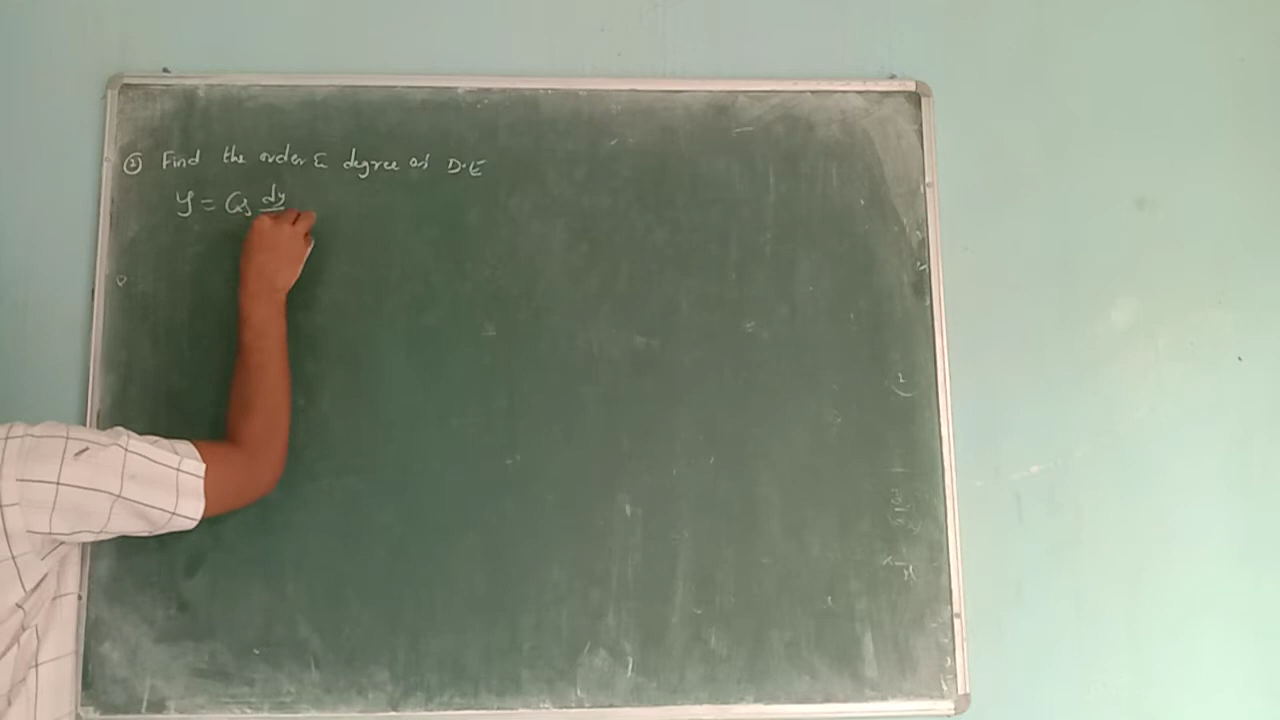 ② Find the order & degree of D.E
y = Cos dy